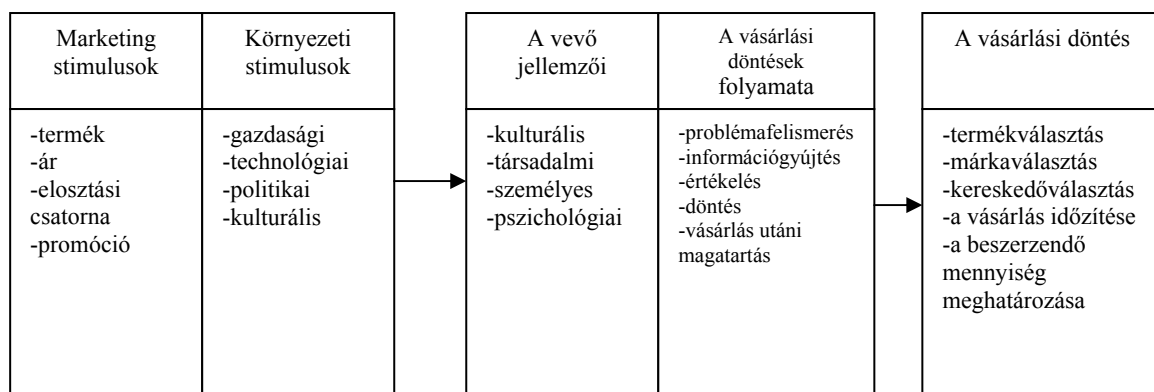 Marketing
stimulusok
-termék
-ár
-elosztási
csatorna
-promóció
Környezeti
stimulusok
-gazdasági
-technológiai
-politikai
-kulturális
A vevő
jellemzői
-kulturális
-társadalmi
-személyes
-pszichológiai
A vásárlási
döntések
folyamata
-problémafelismerés
-információgyűjtés
-értékelés
-döntés
-vásárlás utáni
magatartás
A vásárlási döntés
-termékválasztás
-márkaválasztás
-kereskedőválasztás
-a vásárlás időzítése
-a beszerzendő
mennyiség
meghatározása